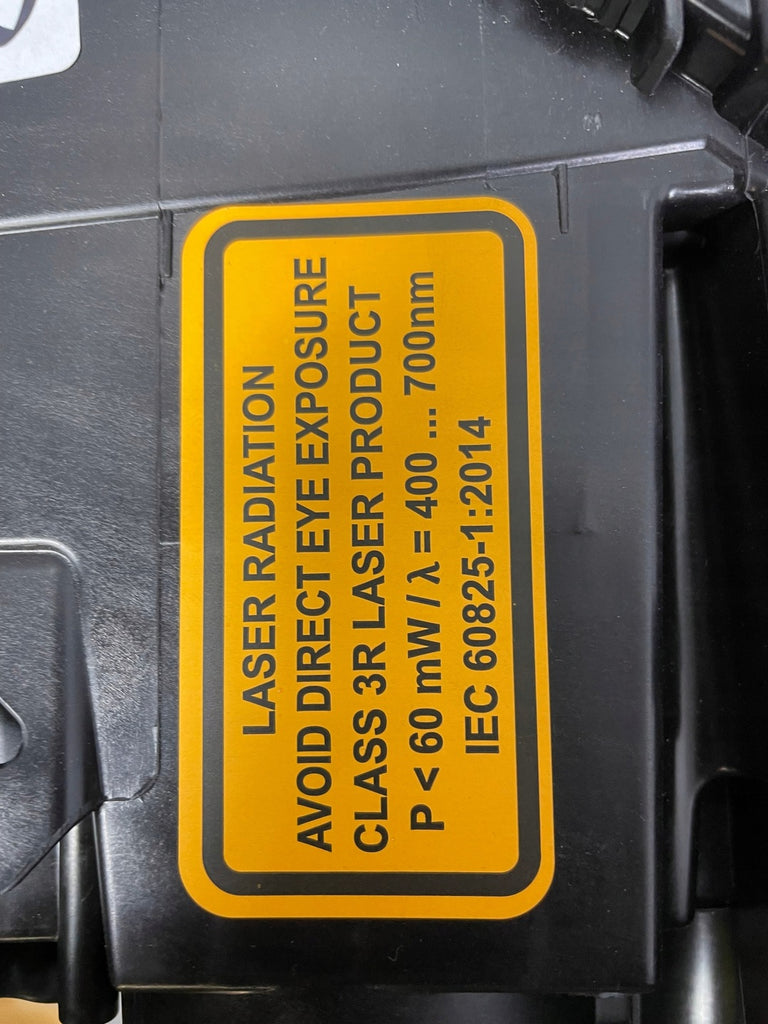 LASER RADIATION
AVOID DIRECT EYE EXPOSURE
CLASS 3R LASER PRODUCT
P < 60 mW / λ = 400 ... 700nm
IEC 60825-1:2014